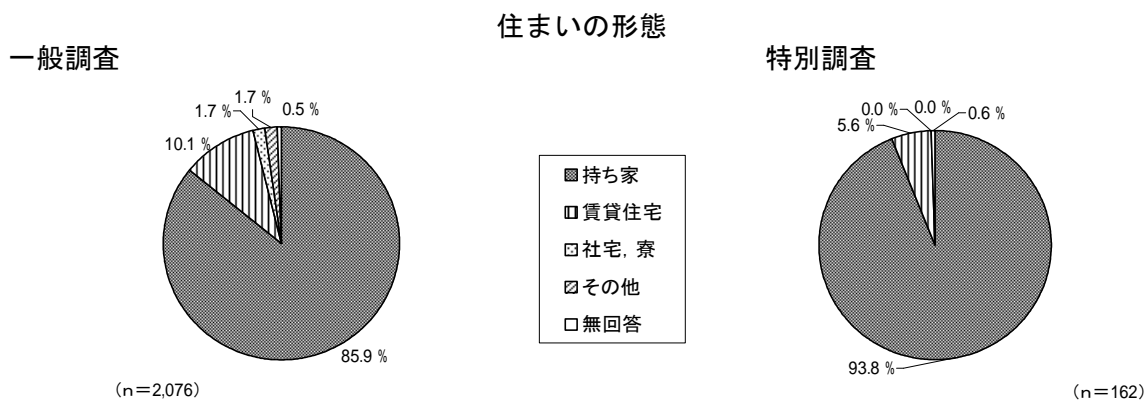 住まいの形態
一般調査
特別調査
1.7 %
1.7 %
0.5 %
10.1 %
85.9 %
(n=2,076)
持ち家
賃貸住宅
社宅，寮
その他
無回答
0.0 %
0.0 %
0.6 %
5.6 %
93.8 %
(n=162)